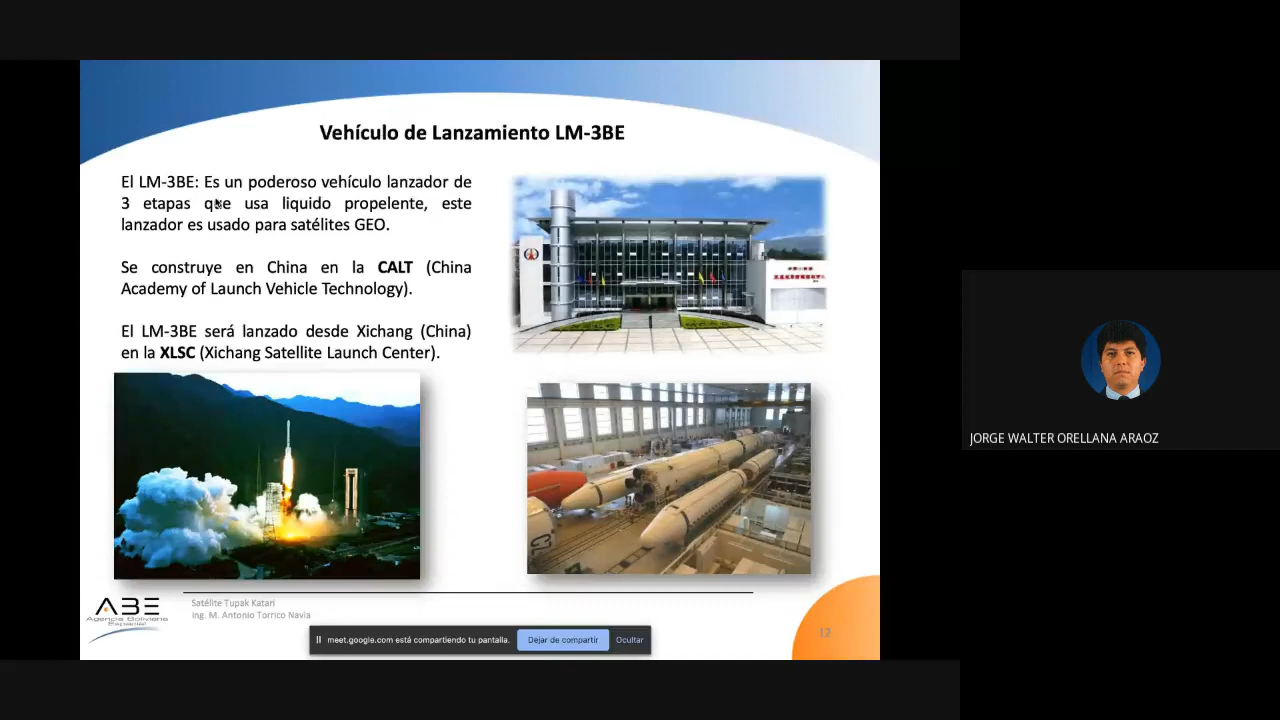 Vehículo de Lanzamiento LM-3BE
El LM-3BE: Es un poderoso vehículo lanzador de
3 etapas que usa liquido propelente, este
lanzador es usado para satélites GEO.
Se construye en China en la CALT (China
Academy of Launch Vehicle Technology).
El LM-3BE será lanzado desde Xichang (China)
en la XLSC (Xichang Satellite Launch Center).
ABE
Agencia Boliviana
Espacial
Satélite Tupak Katari
ing. M. Antonio Torrico Navia
meet.google.com está compartiendo tu pantalla.
Dejar de compartir
Ocultar
JORGE WALTER ORELLANA ARAOZ